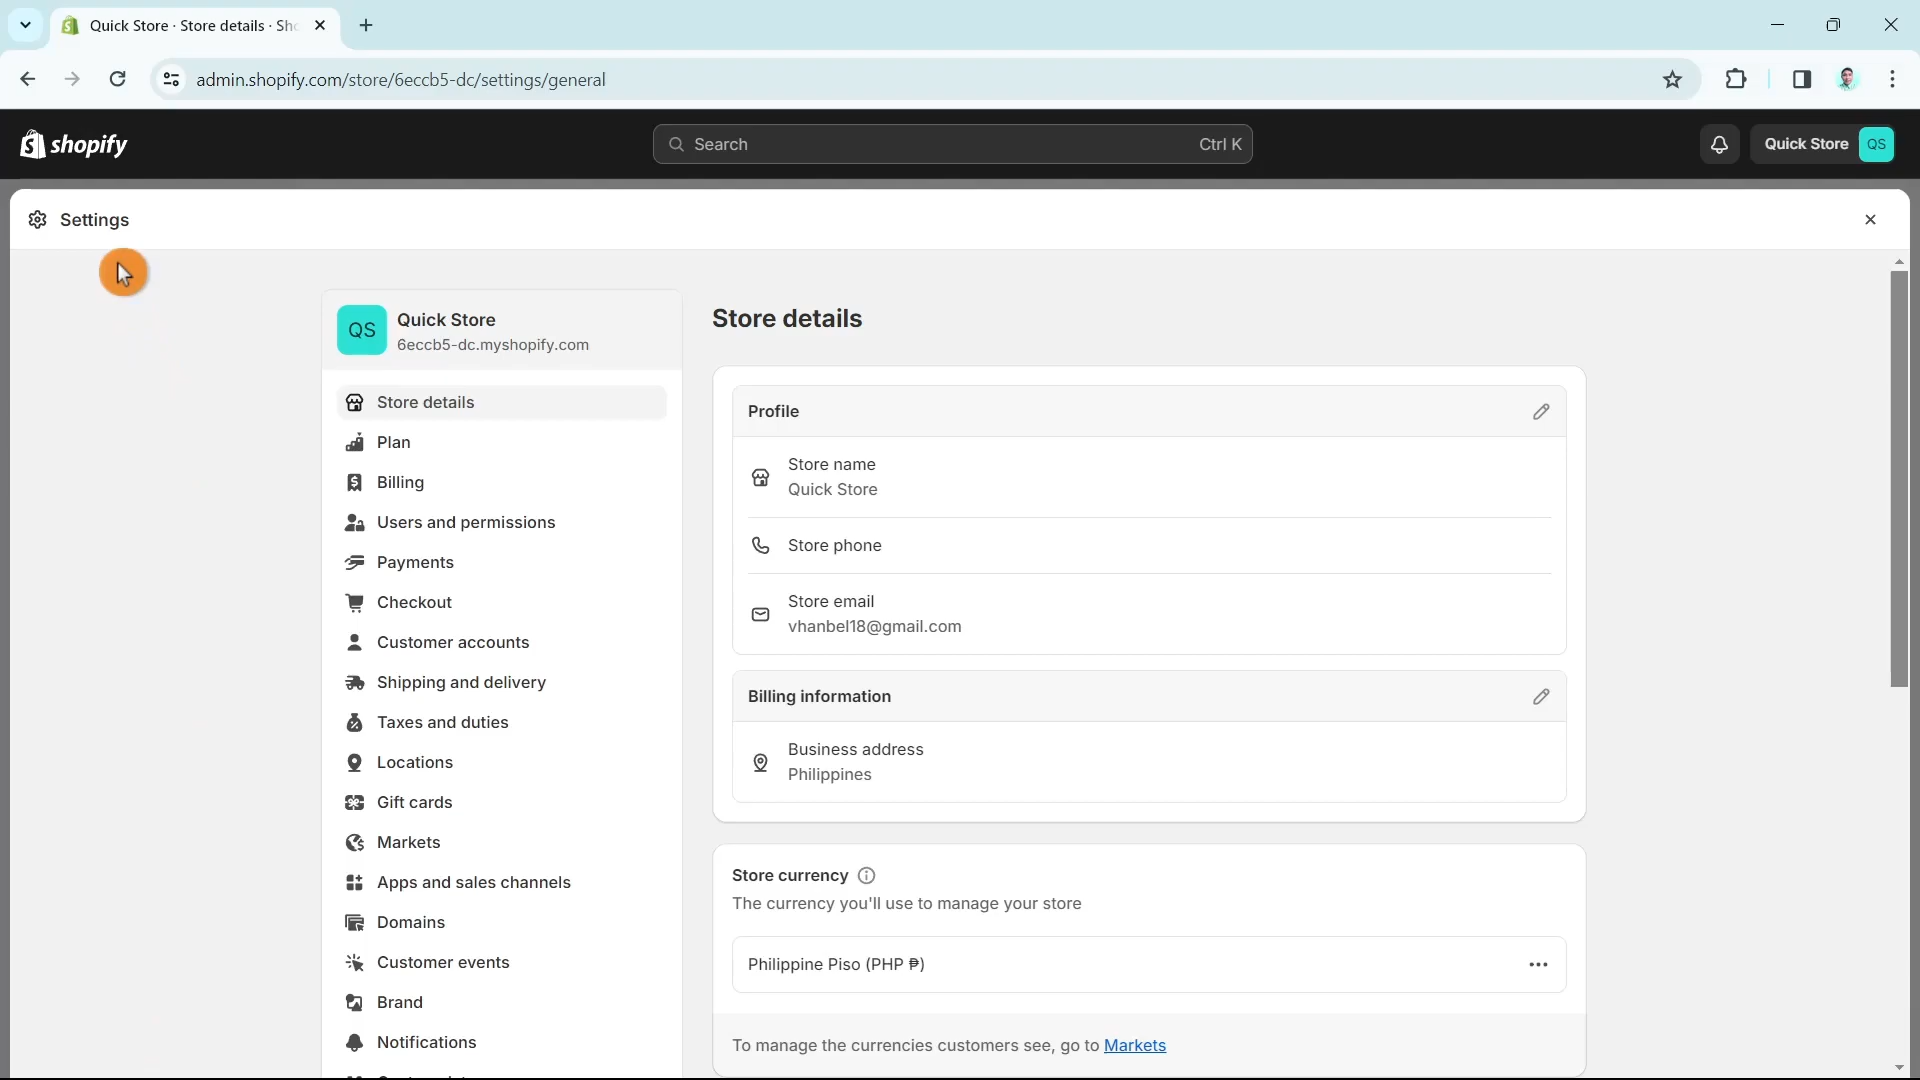 Quick Store · Store details · Sho
admin.shopify.com/store/6eccb5-dc/settings/general
shopify
Search
Ctrl K
Quick Store
QS
Settings
QS
Quick Store
6eccb5-dc.myshopify.com
Store details
Plan
Billing
Users and permissions
Payments
Checkout
Customer accounts
Shipping and delivery
Taxes and duties
Locations
Gift cards
Markets
Apps and sales channels
Domains
Customer events
Brand
Notifications
Store details
Profile
Store name
Quick Store
Store phone
Store email
vhanbel18@gmail.com
Billing information
Business address
Philippines
Store currency
The currency you'll use to manage your store
Philippine Piso (PHP ₱)
To manage the currencies customers see, go to Markets